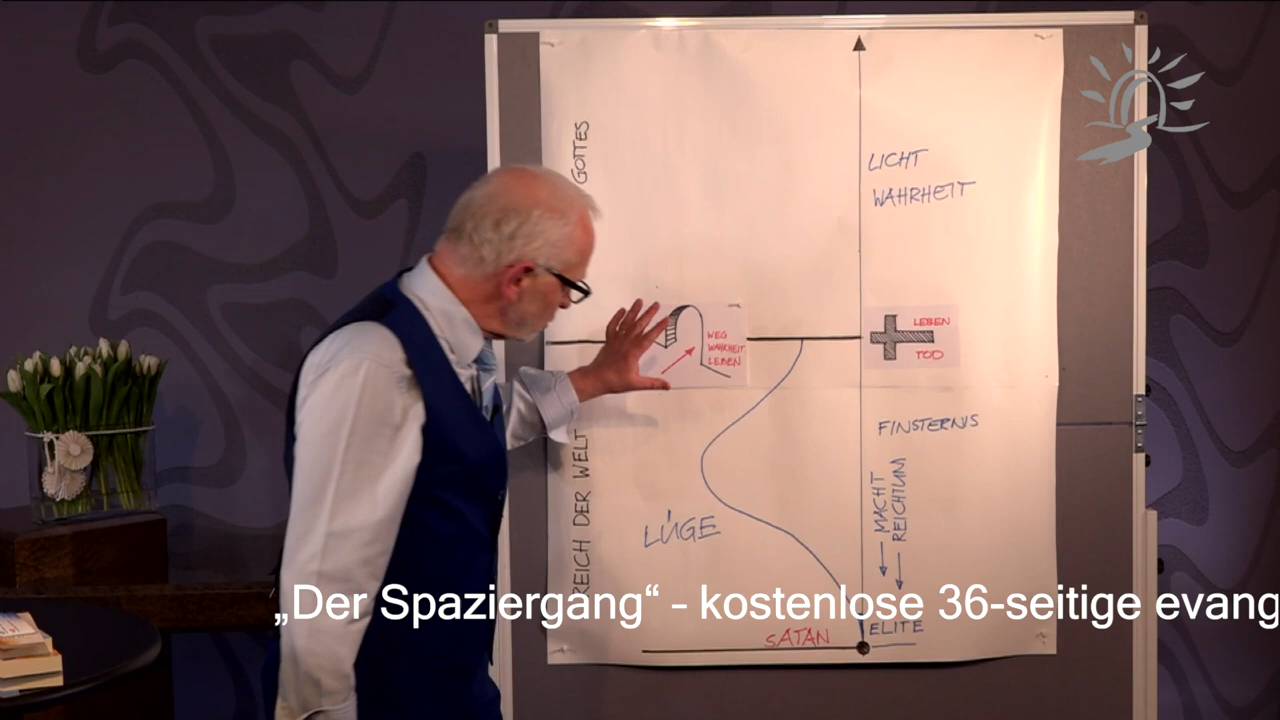 GOTTES
LICHT
WAHRHEIT
WEG
WAHRHEIT
LEBEN
LEBEN
TOD
FINSTERNIS
REICH DER WELT
LÜGE
MACHT
REICHTUM
„Der Spaziergang“ - kostenlose 36-seitige evang
SATAN
ELITE